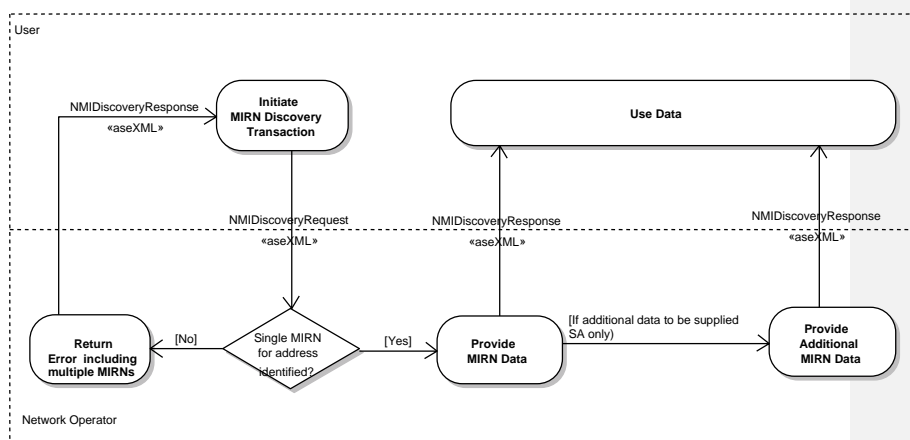 User
Initiate
MIRN Discovery
Transaction
NMIDiscoveryResponse
«aseXML»
Use Data
NMIDiscoveryRequest
«aseXML»
NMIDiscoveryResponse
«aseXML»
NMIDiscoveryResponse
«aseXML»
Return
Error including
multiple MIRNs
[No]
Single MIRN
for address
identified?
[Yes]
Provide
MIRN Data
[If additional data to be supplied
SA only)
Provide
Additional
MIRN Data
Network Operator